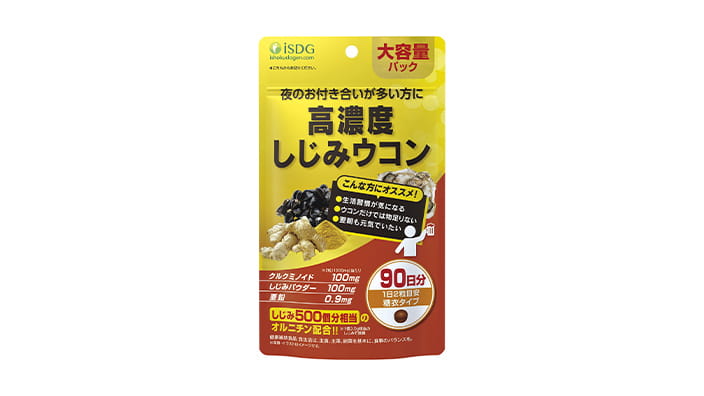 iSDG
ishokudogen.com
大容量
パック
夜のお付き合いが多い方に
高濃度
しじみウコン
こんな方にオススメ!
●生活習慣が気になる
●ウコンだけでは物足りない
●翌朝も元気でいたい
クルクミノイド 100mg
しじみパウダー 100mg
亜鉛 0.9mg
90日分
1日2粒目安
糖衣タイプ
しじみ500個分相当の
オルニチン配合!!